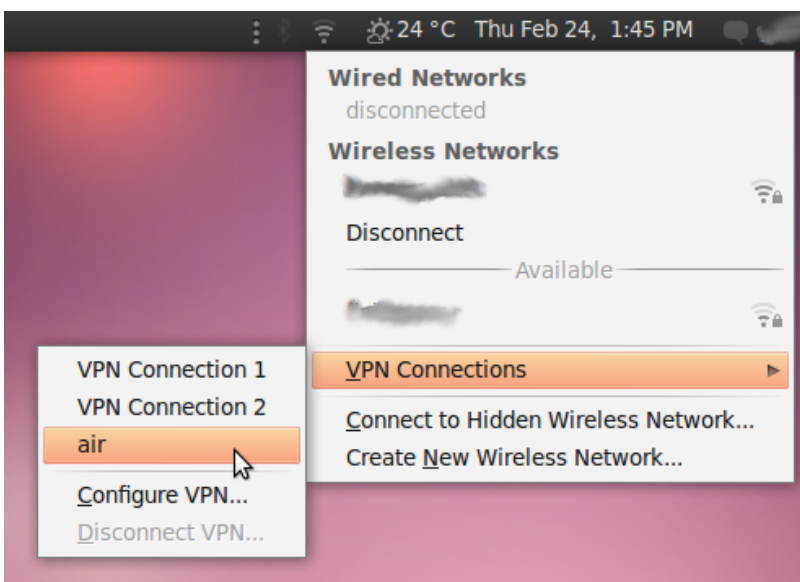 24 °C Thu Feb 24, 1:45 PM
Wired Networks
disconnected
Wireless Networks
Disconnect
Available
VPN Connections
Connect to Hidden Wireless Network...
Create New Wireless Network...
VPN Connection 1
VPN Connection 2
air
Configure VPN...
Disconnect VPN...